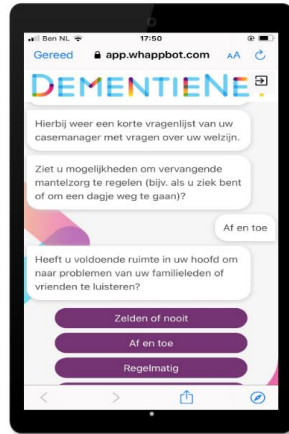 Ben NL 17:50
Gereed app.whappbot.com AA
DEMENTIENET
Hierbij weer een korte vragenlijst van uw
casemanager met vragen over uw welzijn.
Ziet u mogelijkheden om vervangende
mantelzorg te regelen (bijv. als u ziek bent
of om een dagje weg te gaan)?
Af en toe
Heeft u voldoende ruimte in uw hoofd om
naar problemen van uw familieleden of
vrienden te luisteren?
Zelden of nooit
Af en toe
Regelmatig